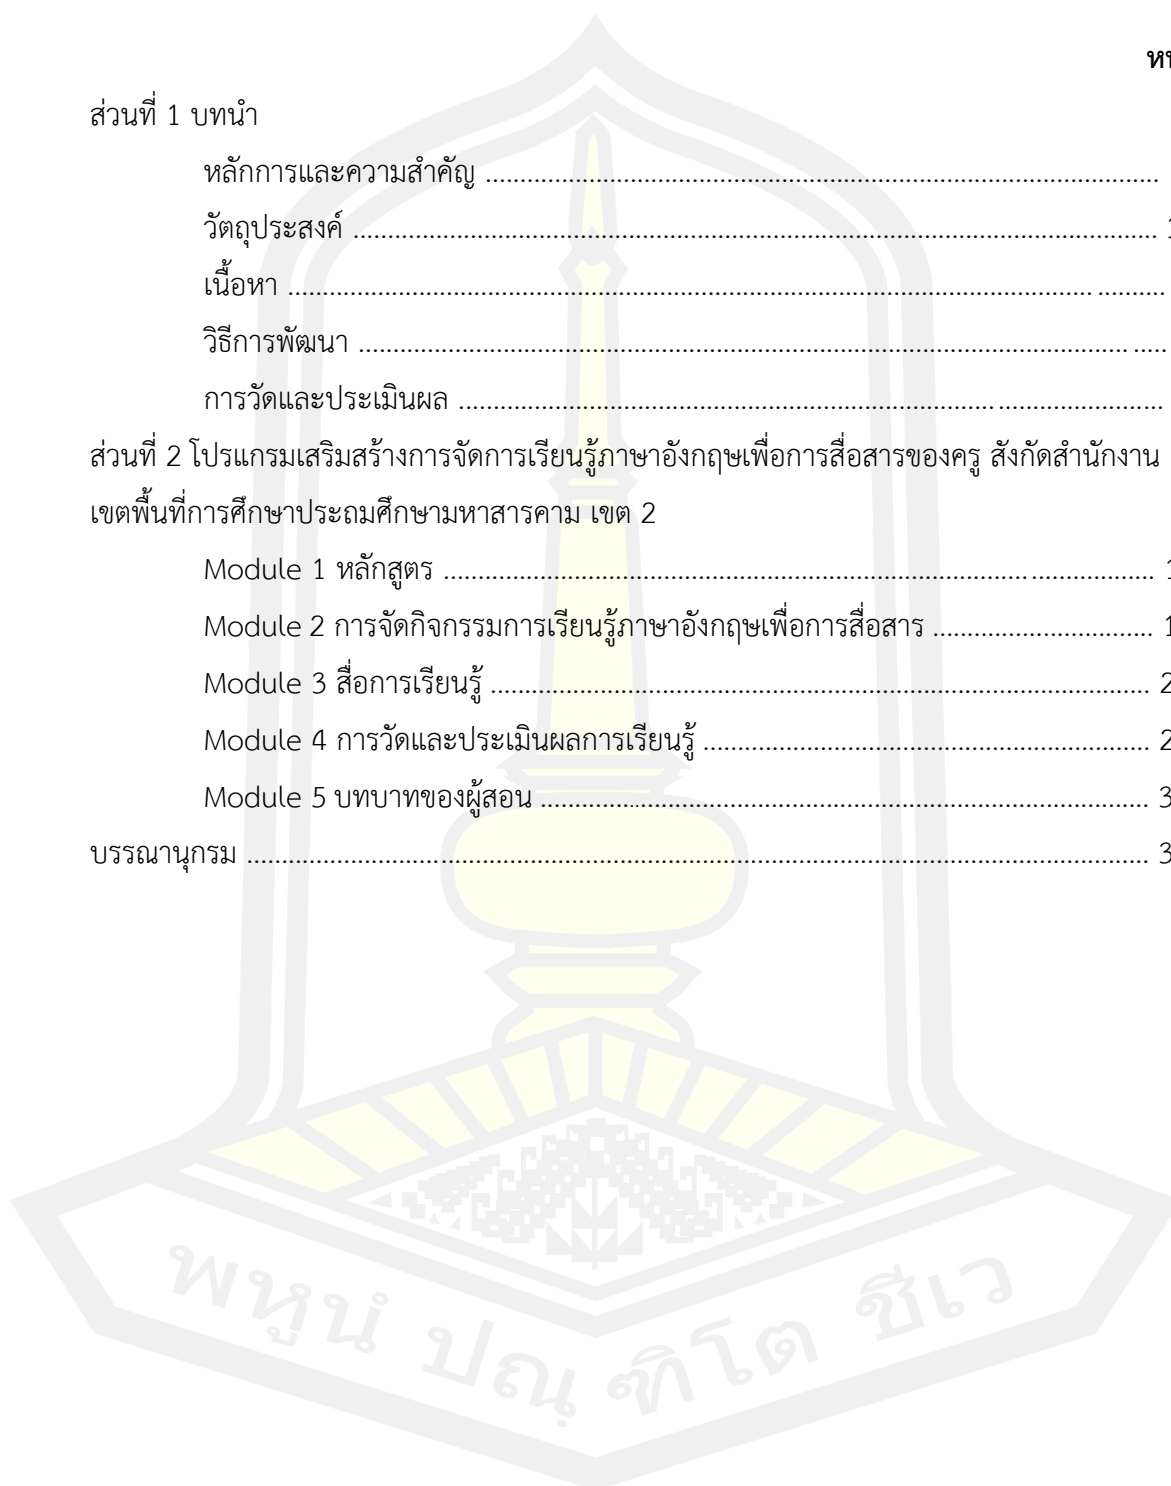 ส่วนที่ 1 บทนำ
หลักการและความสำคัญ ....................................................................................................
วัตถุประสงค์ ........................................................................................................................
เนื้อหา .................................................................................................................................
วิธีการพัฒนา ......................................................................................................................
การวัดและประเมินผล ........................................................................................................
ส่วนที่ 2 โปรแกรมเสริมสร้างการจัดการเรียนรู้ภาษาอังกฤษเพื่อการสื่อสารของครู สังกัดสำนักงาน
เขตพื้นที่การศึกษาประถมศึกษามหาสารคาม เขต 2
Module 1 หลักสูตร ......................................................................................................... 1
Module 2 การจัดกิจกรรมการเรียนรู้ภาษาอังกฤษเพื่อการสื่อสาร ................................ 1
Module 3 สื่อการเรียนรู้ .................................................................................................. 2
Module 4 การวัดและประเมินผลการเรียนรู้ .................................................................. 2
Module 5 บทบาทของผู้สอน .......................................................................................... 3
บรรณานุกรม ..................................................................................................................... 3
พหูนํ ปณฺฑิโต ชีเว